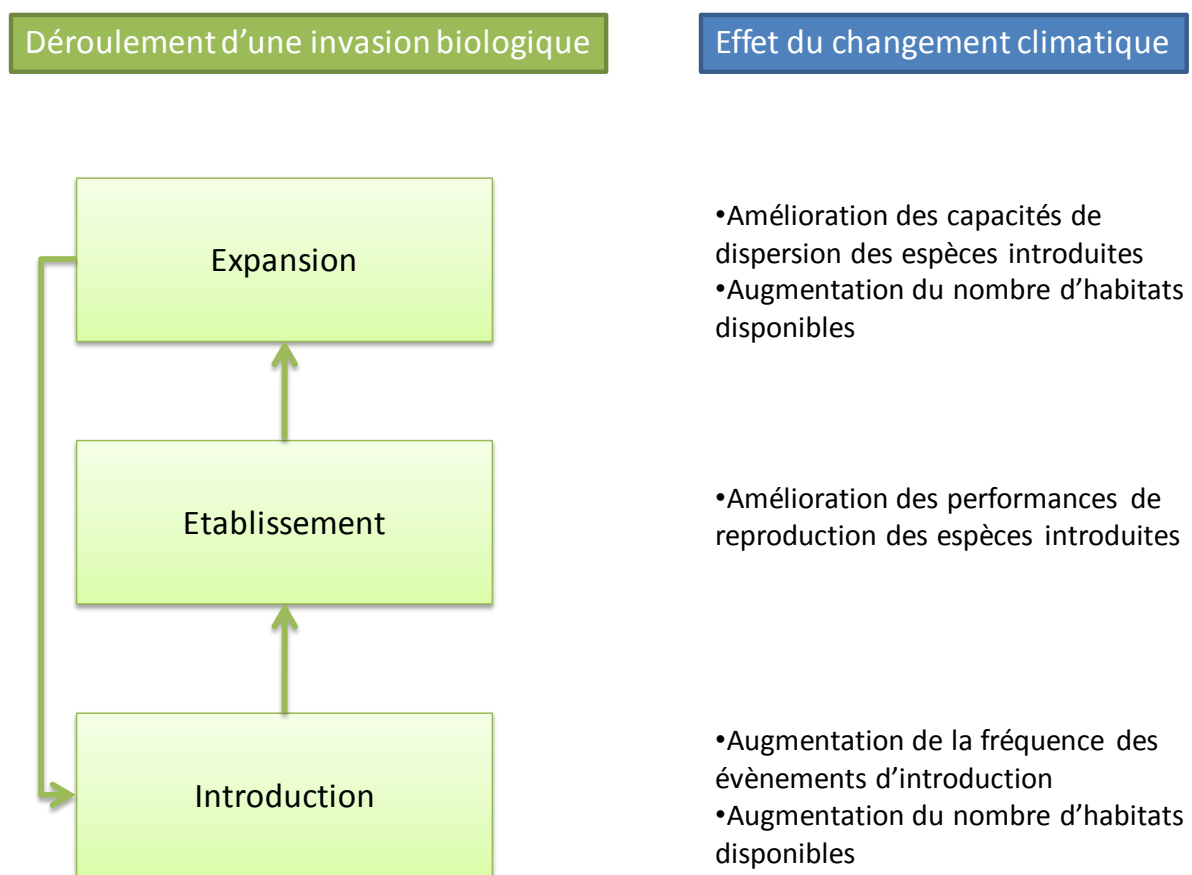 Déroulement d’une invasion biologique
Effet du changement climatique
Expansion
•Amélioration des capacités de
dispersion des espèces introduites
•Augmentation du nombre d’habitats
disponibles
Etablissement
•Amélioration des performances de
reproduction des espèces introduites
Introduction
•Augmentation de la fréquence des
évènements d’introduction
•Augmentation du nombre d’habitats
disponibles